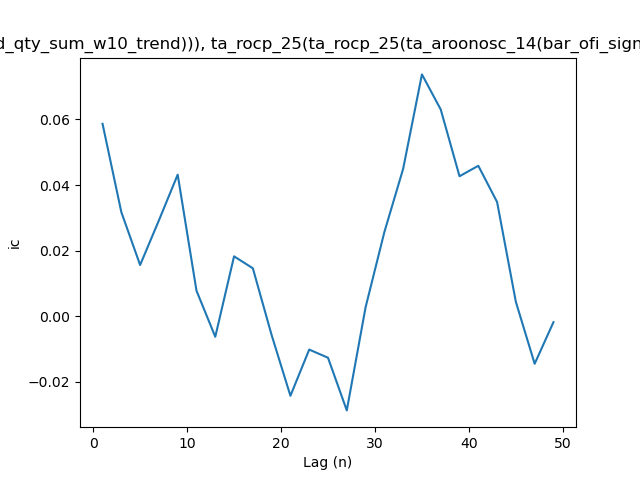 d_qty_sum_w10_trend))), ta_rocp_25(ta_rocp_25(ta_aroonosc_14(bar_ofi_sign
ic
0.06
0.04
0.02
0.00
−0.02
0 10 20 30 40 50
Lag (n)